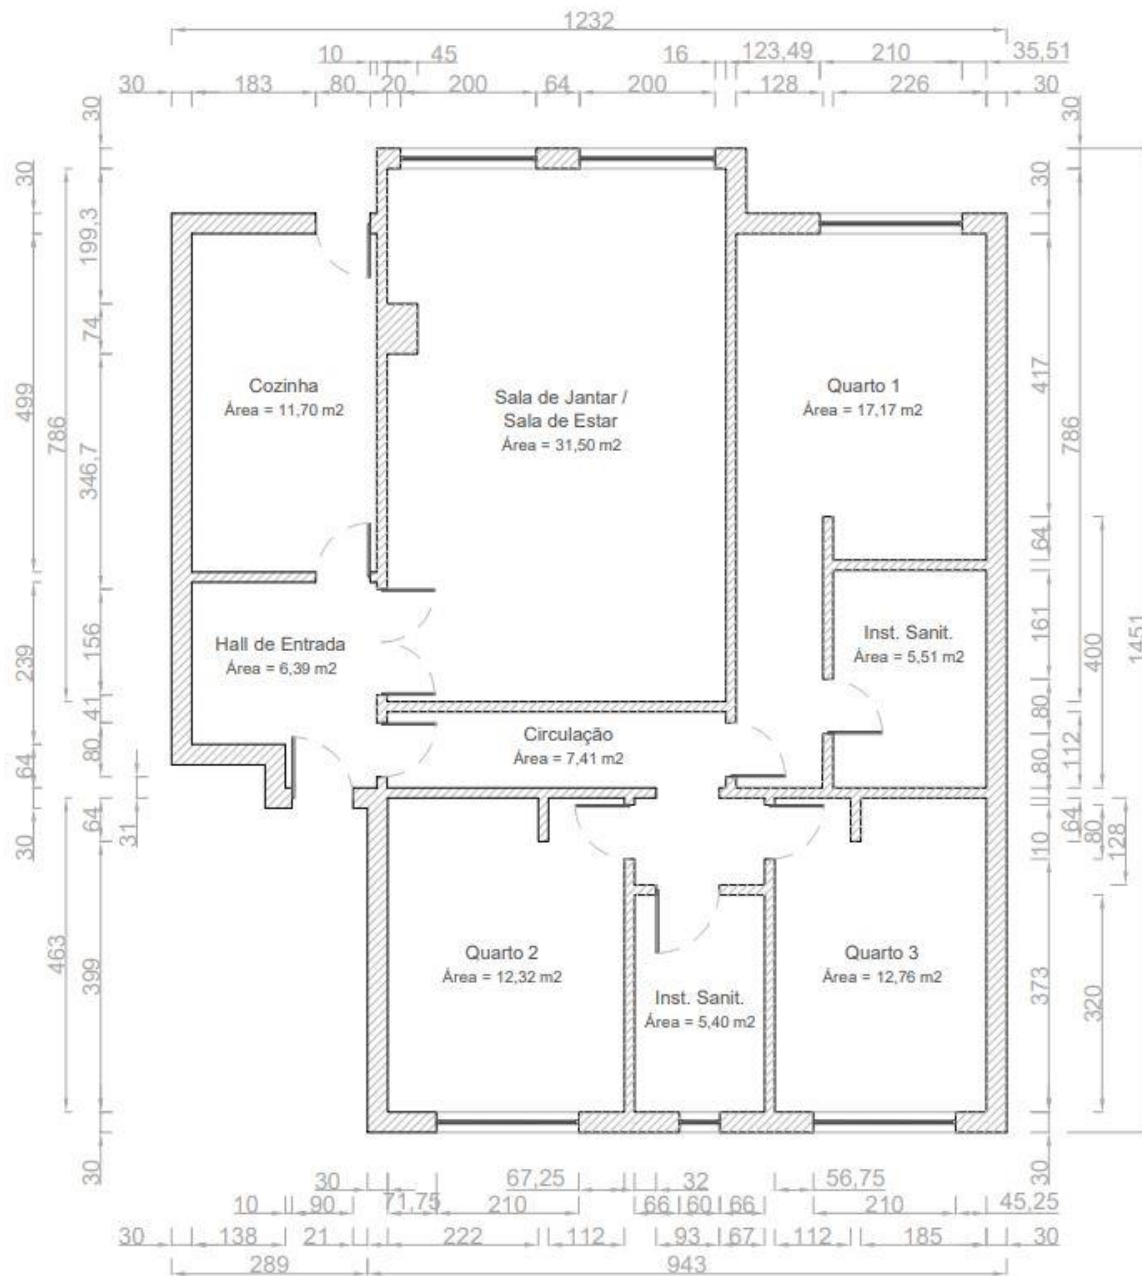 1232
10 45 16 123,49 210 35,51
30 183 80 20 200 64 200 128 226 30
30
30
30
30
199,3
74
499
786
346,7
417
786
64
161
400
1451
156
239
41
80
64
80
112
80
30
64
31
10
64
80
128
463
399
373
320
30
30
Cozinha
Área = 11,70 m2
Sala de Jantar /
Sala de Estar
Área = 31,50 m2
Quarto 1
Área = 17,17 m2
Hall de Entrada
Área = 6,39 m2
Inst. Sanit.
Área = 5,51 m2
Circulação
Área = 7,41 m2
Quarto 2
Área = 12,32 m2
Inst. Sanit.
Área = 5,40 m2
Quarto 3
Área = 12,76 m2
30 67,25 32 56,75
10 90 71,75 210 66 60 66 210 45,25
30 138 21 222 112 93 67 112 185 30
289 943